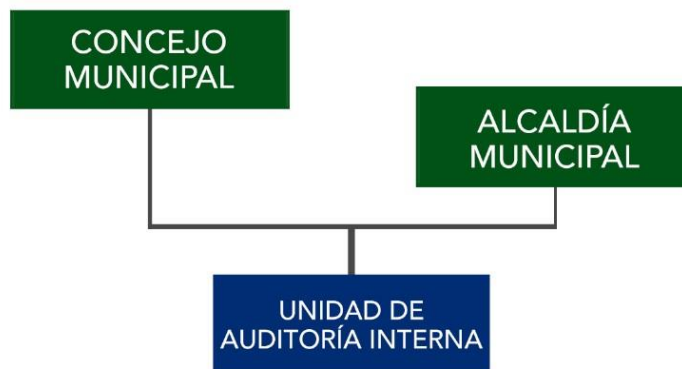 CONCEJO
MUNICIPAL
ALCALDÍA
MUNICIPAL
UNIDAD DE
AUDITORÍA INTERNA